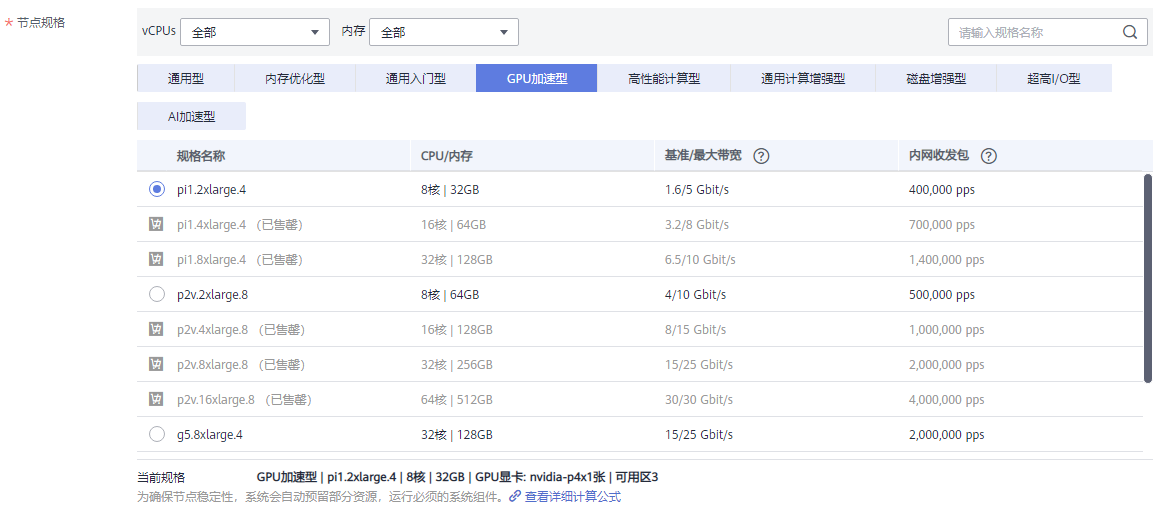 * 节点规格
vCPUs 全部 内存 全部 请输入规格名称
通用型 内存优化型 通用入门型 GPU加速型 高性能计算型 通用计算增强型 磁盘增强型 超高I/O型
AI加速型
规格名称 CPU/内存 基准/最大带宽 ? 内网收发包 ?
pi1.2xlarge.4 8核 | 32GB 1.6/5 Gbit/s 400,000 pps
pi1.4xlarge.4 (已售罄) 16核 | 64GB 3.2/8 Gbit/s 700,000 pps
pi1.8xlarge.4 (已售罄) 32核 | 128GB 6.5/10 Gbit/s 1,400,000 pps
p2v.2xlarge.8 8核 | 64GB 4/10 Gbit/s 500,000 pps
p2v.4xlarge.8 (已售罄) 16核 | 128GB 8/15 Gbit/s 1,000,000 pps
p2v.8xlarge.8 (已售罄) 32核 | 256GB 15/25 Gbit/s 2,000,000 pps
p2v.16xlarge.8 (已售罄) 64核 | 512GB 30/30 Gbit/s 4,000,000 pps
g5.8xlarge.4 32核 | 128GB 15/25 Gbit/s 2,000,000 pps
当前规格 GPU加速型 | pi1.2xlarge.4 | 8核 | 32GB | GPU显卡: nvidia-p4x1张 | 可用区3
为确保节点稳定性，系统会自动预留部分资源，运行必须的系统组件。 查看详细计算公式